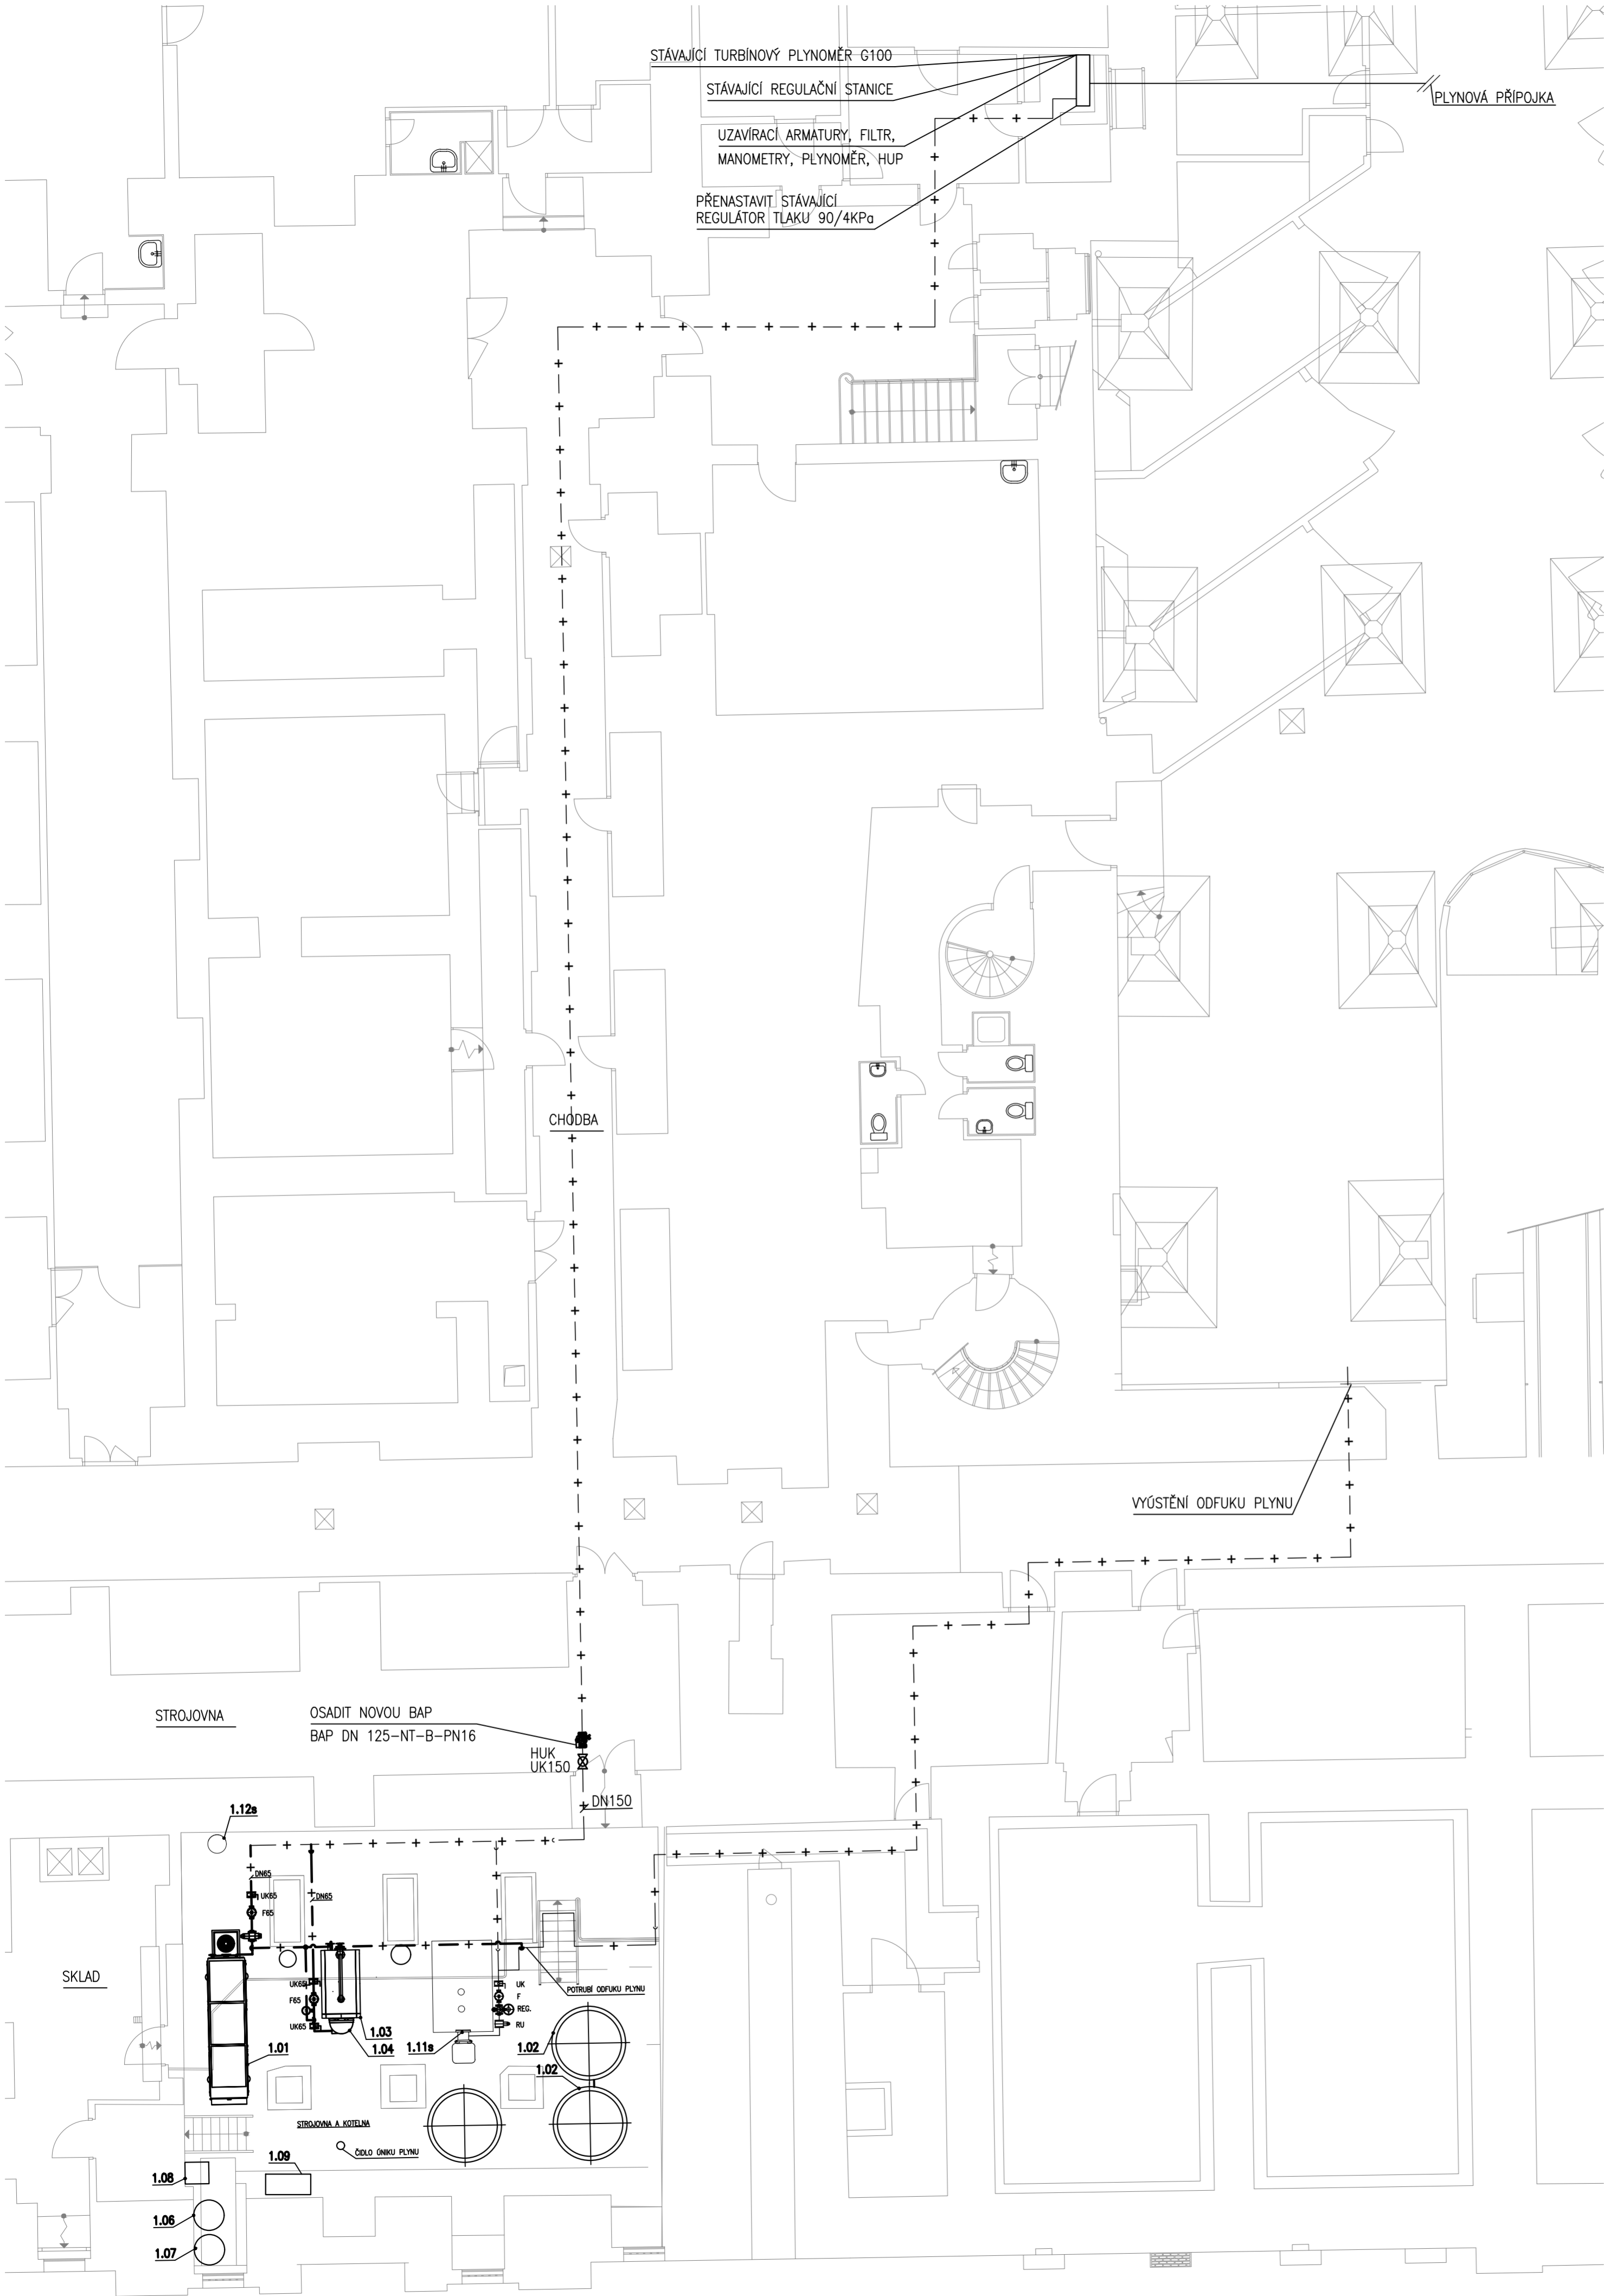 STÁVAJÍCÍ TURBÍNOVÝ PLYNOMĚR G100
STÁVAJÍCÍ REGULAČNÍ STANICE
PLYNOVÁ PŘÍPOJKA
UZAVÍRACÍ ARMATURY, FILTR,
MANOMETRY, PLYNOMĚR, HUP
PŘENASTAVIT STÁVAJÍCÍ
REGULÁTOR TLAKU 90/4KPa
CHODBA
VYÚSTĚNÍ ODFUKU PLYNU
STROJOVNA
OSADIT NOVOU BAP
BAP DN 125-NT-B-PN16
HUK
UK150
DN150
1.12s
DN65
UK65
F65
DN65
SKLAD
UK65
F65
UK65
UK
F
REG.
RU
POTRUBÍ ODFUKU PLYNU
1.01
1.03
1.04
1.11s
1.02
1.02
STROJOVNA A KOTELNA
ČIDLO ÚNIKU PLYNU
1.08
1.09
1.06
1.07